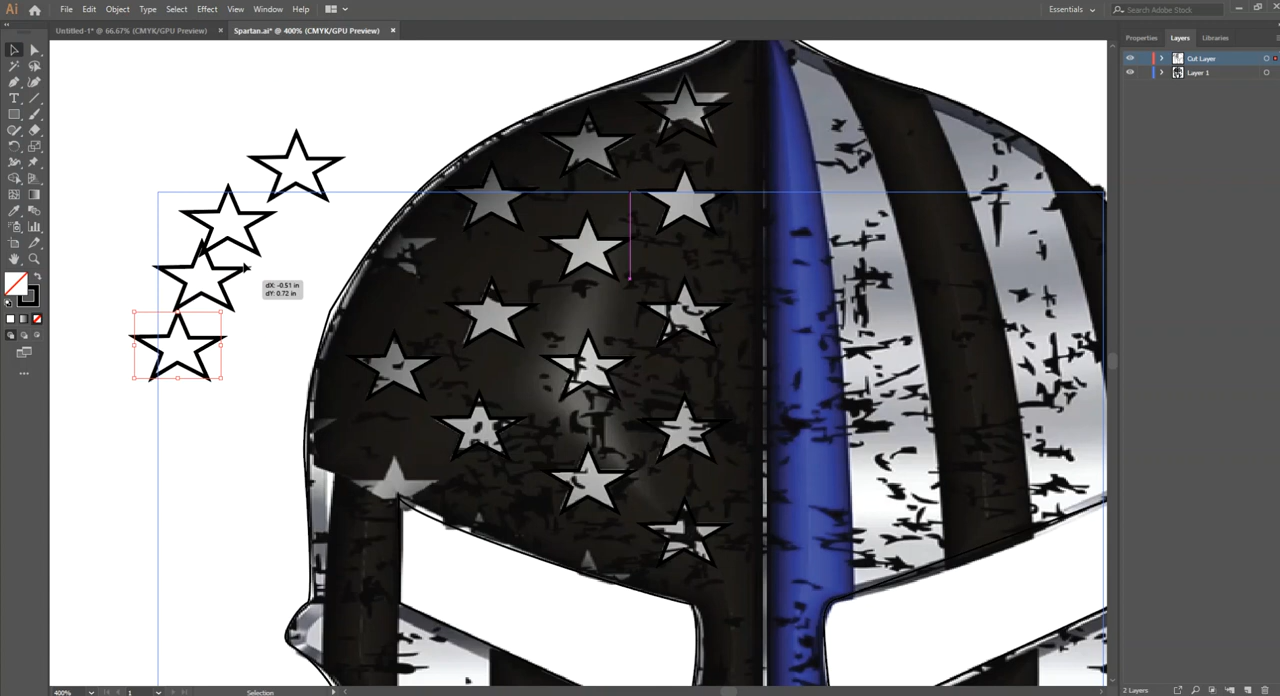 Ai File Edit Object Type Select Effect View Window Help Essentials Search Adobe Stock
Untitled-1* @ 66.67% (CMYK/GPU Preview) × Spartan.ai* @ 400% (CMYK/GPU Preview) ×
Properties Layers Libraries
Cut Layer
Layer 1
dX: -0.51 in
dY: 0.72 in
400% 1 Selection 2 Layers